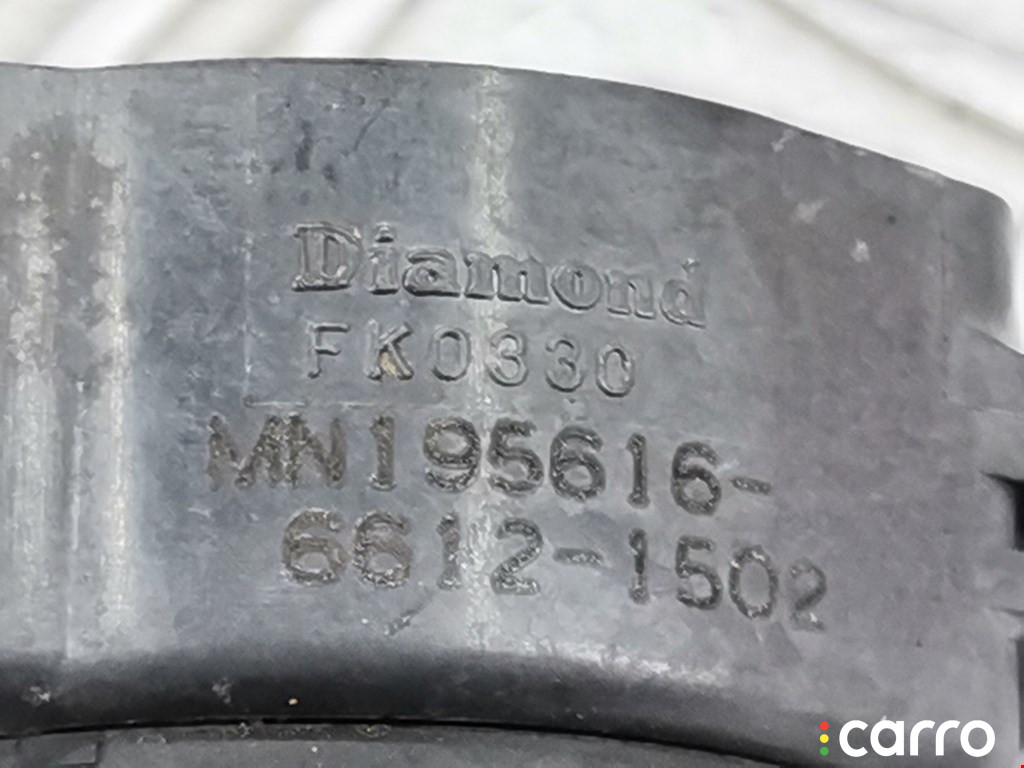 Diamond
FK0330
MN195616-
6612-1502
carro